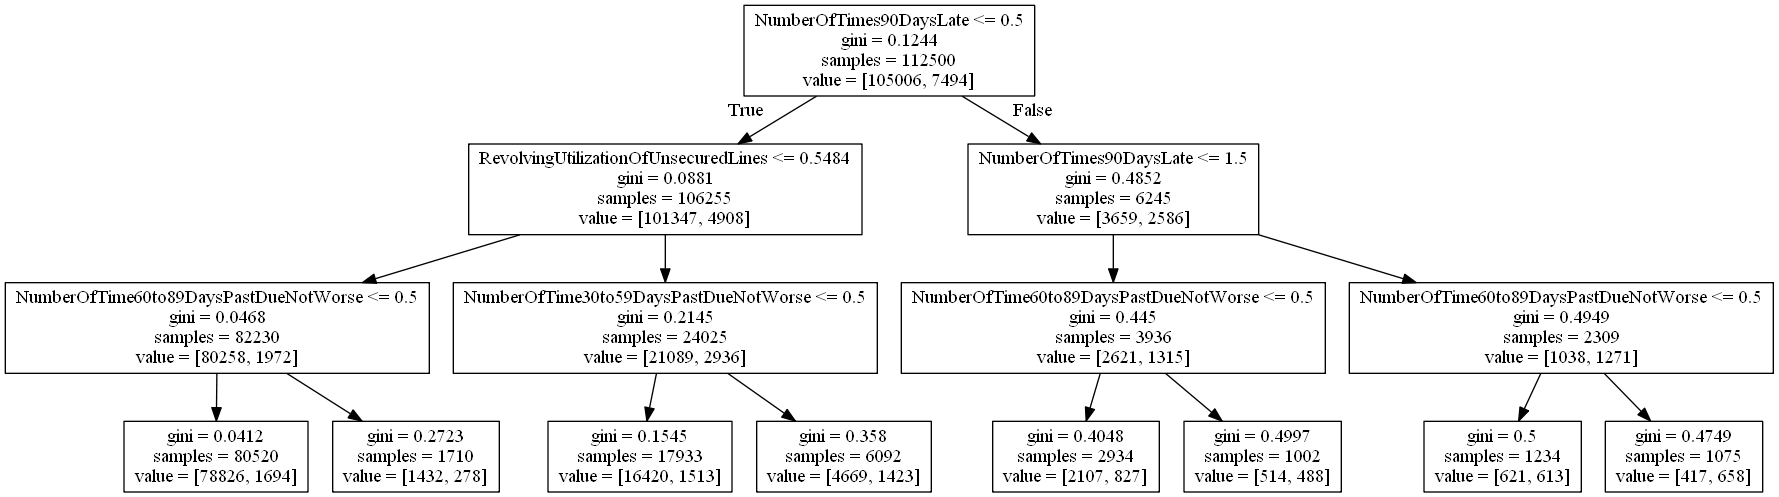 NumberOfTimes90DaysLate <= 0.5
gini = 0.1244
samples = 112500
value = [105006, 7494]
True
False
RevolvingUtilizationOfUnsecuredLines <= 0.5484
gini = 0.0881
samples = 106255
value = [101347, 4908]
NumberOfTimes90DaysLate <= 1.5
gini = 0.4852
samples = 6245
value = [3659, 2586]
NumberOfTime60to89DaysPastDueNotWorse <= 0.5
gini = 0.0468
samples = 82230
value = [80258, 1972]
NumberOfTime30to59DaysPastDueNotWorse <= 0.5
gini = 0.2145
samples = 24025
value = [21089, 2936]
NumberOfTime60to89DaysPastDueNotWorse <= 0.5
gini = 0.445
samples = 3936
value = [2621, 1315]
NumberOfTime60to89DaysPastDueNotWorse <= 0.5
gini = 0.4949
samples = 2309
value = [1038, 1271]
gini = 0.0412
samples = 80520
value = [78826, 1694]
gini = 0.2723
samples = 1710
value = [1432, 278]
gini = 0.1545
samples = 17933
value = [16420, 1513]
gini = 0.358
samples = 6092
value = [4669, 1423]
gini = 0.4048
samples = 2934
value = [2107, 827]
gini = 0.4997
samples = 1002
value = [514, 488]
gini = 0.5
samples = 1234
value = [621, 613]
gini = 0.4749
samples = 1075
value = [417, 658]